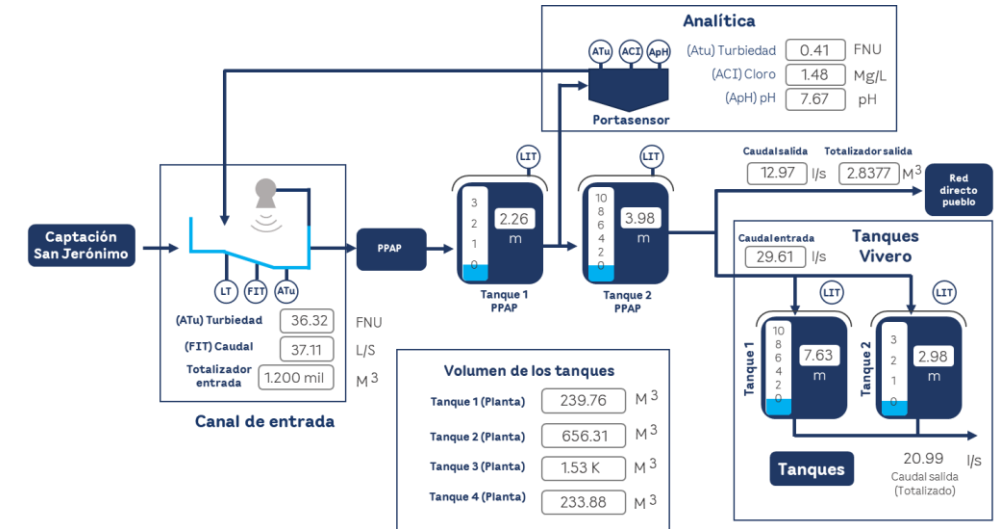 Analítica
ATu ACI ApH
(Atu) Turbiedad 0.41 FNU
(ACI) Cloro 1.48 Mg/L
(ApH) pH 7.67 pH
Portasensor
Captación
San Jerónimo
LT FIT ATu
(ATu) Turbiedad 36.32 FNU
(FIT) Caudal 37.11 L/S
Totalizador
entrada 1.200 mil M3
Canal de entrada
PPAP
LIT
3
2
1
0
2.26
m
Tanque 1
PPAP
LIT
10
8
6
4
2
0
3.98
m
Tanque 2
PPAP
Caudal salida Totalizador salida
12.97 l/s 2.8377 M3
Red
directo
pueblo
Caudal entrada
29.61 l/s
Tanques
Vivero
LIT
Tanque 1
10
8
6
4
2
0
7.63
m
LIT
Tanque 2
3
2
1
0
2.98
m
Tanques
20.99 l/s
Caudal salida
(Totalizado)
Volumen de los tanques
Tanque 1 (Planta) 239.76 M3
Tanque 2 (Planta) 656.31 M3
Tanque 3 (Planta) 1.53 K M3
Tanque 4 (Planta) 233.88 M3